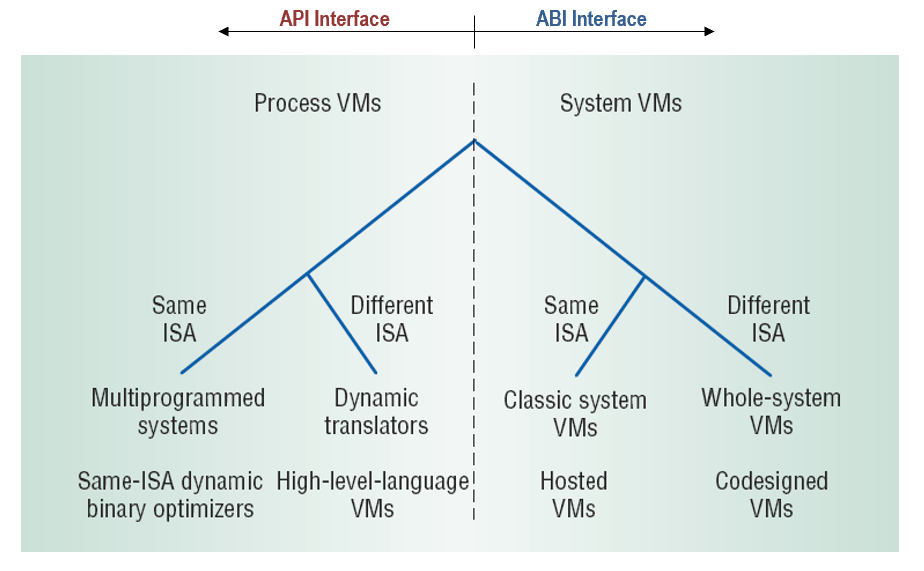 API Interface
ABI Interface
Process VMs
System VMs
Same
ISA
Different
ISA
Same
ISA
Different
ISA
Multiprogrammed
systems
Dynamic
translators
Classic system
VMs
Whole-system
VMs
Same-ISA dynamic
binary optimizers
High-level-language
VMs
Hosted
VMs
Codesigned
VMs